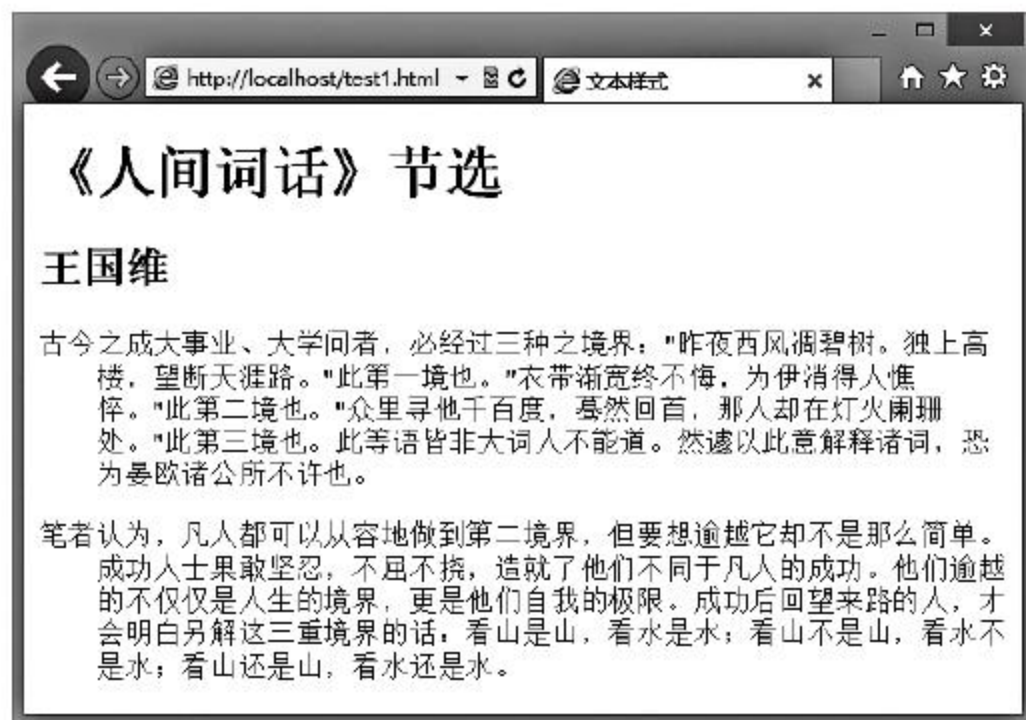 http://localhost/test1.html
文本样式
《人间词话》节选
王国维
古今之成大事业、大学问者，必经过三种之境界："昨夜西风凋碧树。独上高
楼，望断天涯路。"此第一境也。"衣带渐宽终不悔，为伊消得人憔
悴。"此第二境也。"众里寻他千百度，蓦然回首，那人却在灯火阑珊
处。"此第三境也。此等语皆非大词人不能道。然遽以此意解释诸词，恐
为晏欧诸公所不许也。
笔者认为，凡人都可以从容地做到第二境界，但要想逾越它却不是那么简单。
成功人士果敢坚忍，不屈不挠，造就了他们不同于凡人的成功。他们逾越
的不仅仅是人生的境界，更是他们自我的极限。成功后回望来路的人，才
会明白另解这三重境界的话：看山是山，看水是水；看山不是山，看水不
是水；看山还是山，看水还是水。